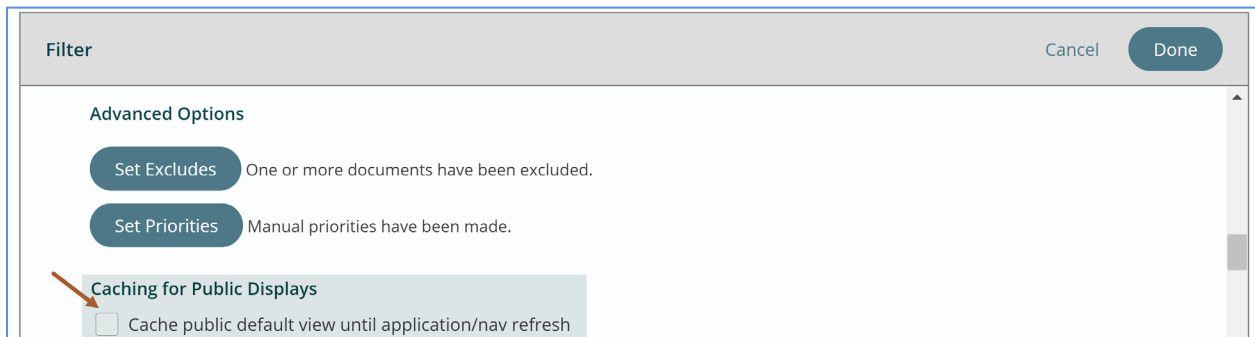 Filter
Cancel
Done
Advanced Options
Set Excludes One or more documents have been excluded.
Set Priorities Manual priorities have been made.
Caching for Public Displays
Cache public default view until application/nav refresh